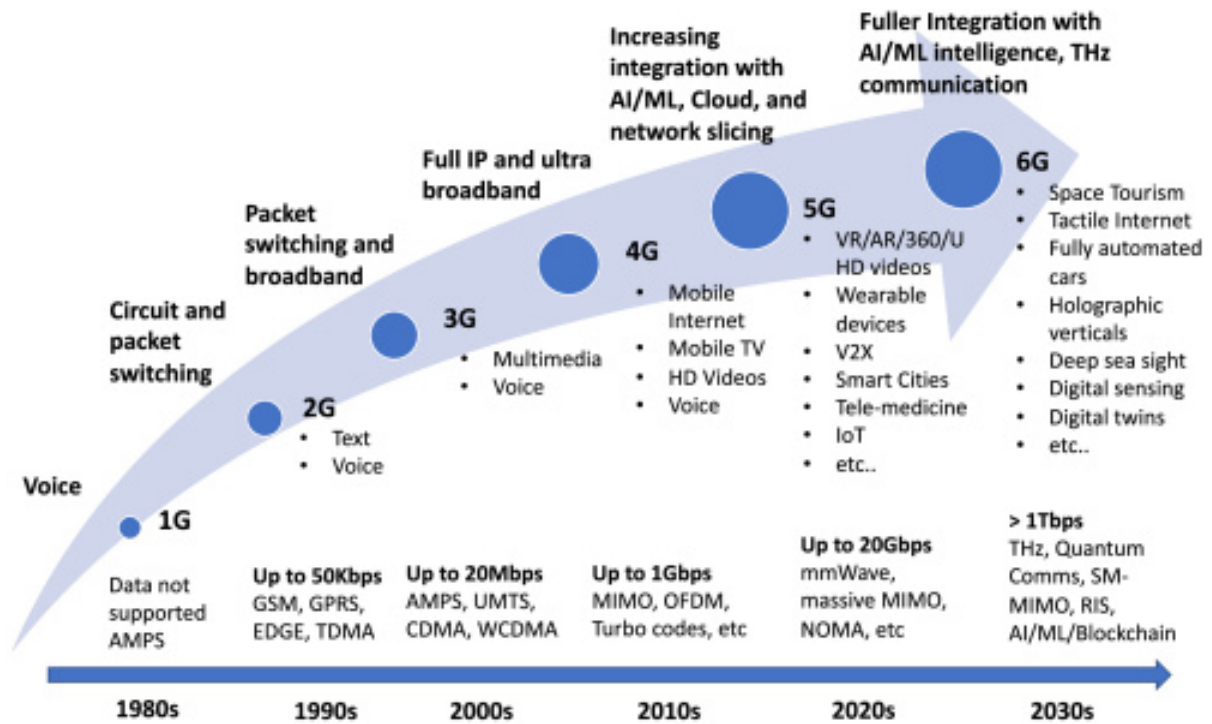 Fuller Integration with
AI/ML intelligence, THz
communication
Increasing
integration with
AI/ML, Cloud, and
network slicing
Full IP and ultra
broadband
Packet
switching and
broadband
Circuit and
packet
switching
Voice
1G
2G
• Text
• Voice
3G
• Multimedia
• Voice
4G
• Mobile
Internet
• Mobile TV
• HD Videos
• Voice
5G
• VR/AR/360/U
HD videos
• Wearable
devices
• V2X
• Smart Cities
• Tele-medicine
• IoT
• etc..
6G
• Space Tourism
• Tactile Internet
• Fully automated
cars
• Holographic
verticals
• Deep sea sight
• Digital sensing
• Digital twins
• etc..
Data not
supported
AMPS
Up to 50Kbps
GSM, GPRS,
EDGE, TDMA
Up to 20Mbps
AMPS, UMTS,
CDMA, WCDMA
Up to 1Gbps
MIMO, OFDM,
Turbo codes, etc
Up to 20Gbps
mmWave,
massive MIMO,
NOMA, etc
> 1Tbps
THz, Quantum
Comms, SM-
MIMO, RIS,
AI/ML/Blockchain
1980s
1990s
2000s
2010s
2020s
2030s